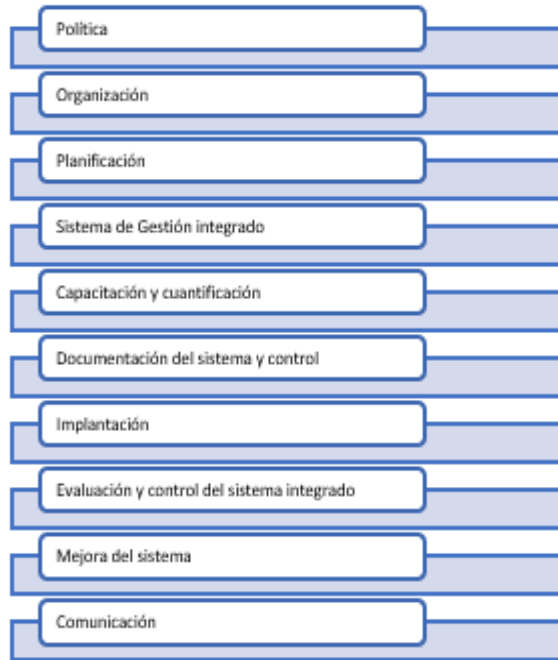 Política
Organización
Planificación
Sistema de Gestión integrado
Capacitación y cuantificación
Documentación del sistema y control
Implantación
Evaluación y control del sistema integrado
Mejora del sistema
Comunicación